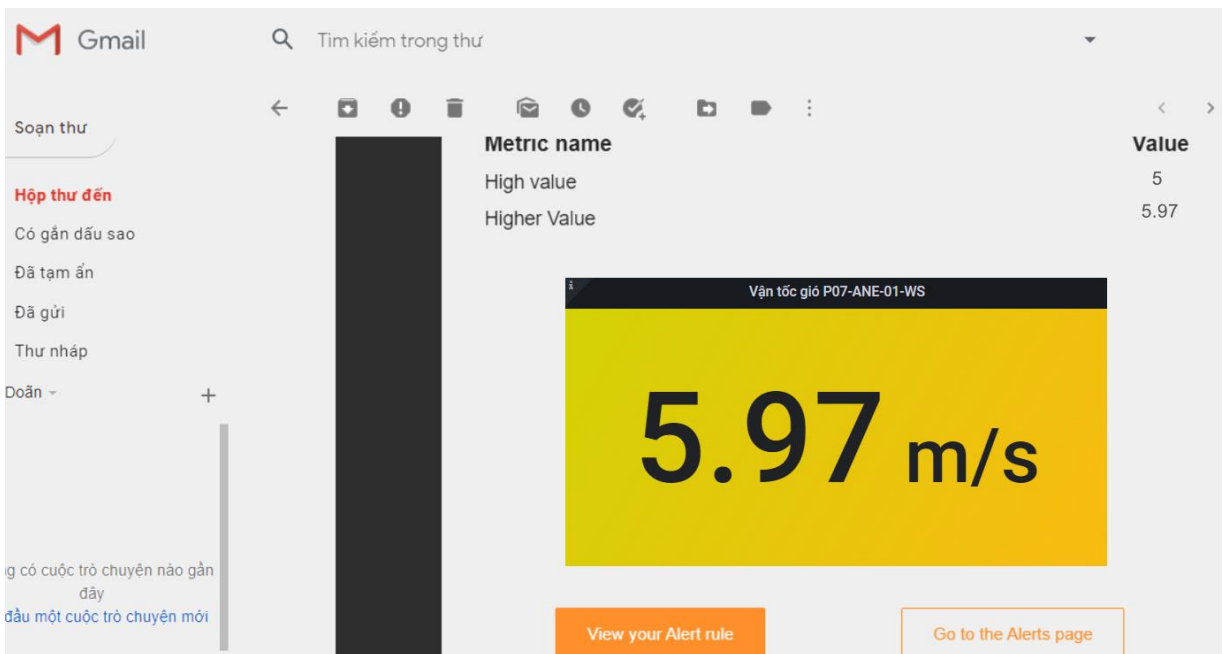 Gmail
Tìm kiếm trong thư
Soạn thư
Hộp thư đến
Có gắn dấu sao
Đã tạm ẩn
Đã gửi
Thư nháp
Doãn
có cuộc trò chuyện nào gần
đây
đầu một cuộc trò chuyện mới
Metric name Value
High value 5
Higher Value 5.97
Vận tốc gió P07-ANE-01-WS
5.97 m/s
View your Alert rule
Go to the Alerts page